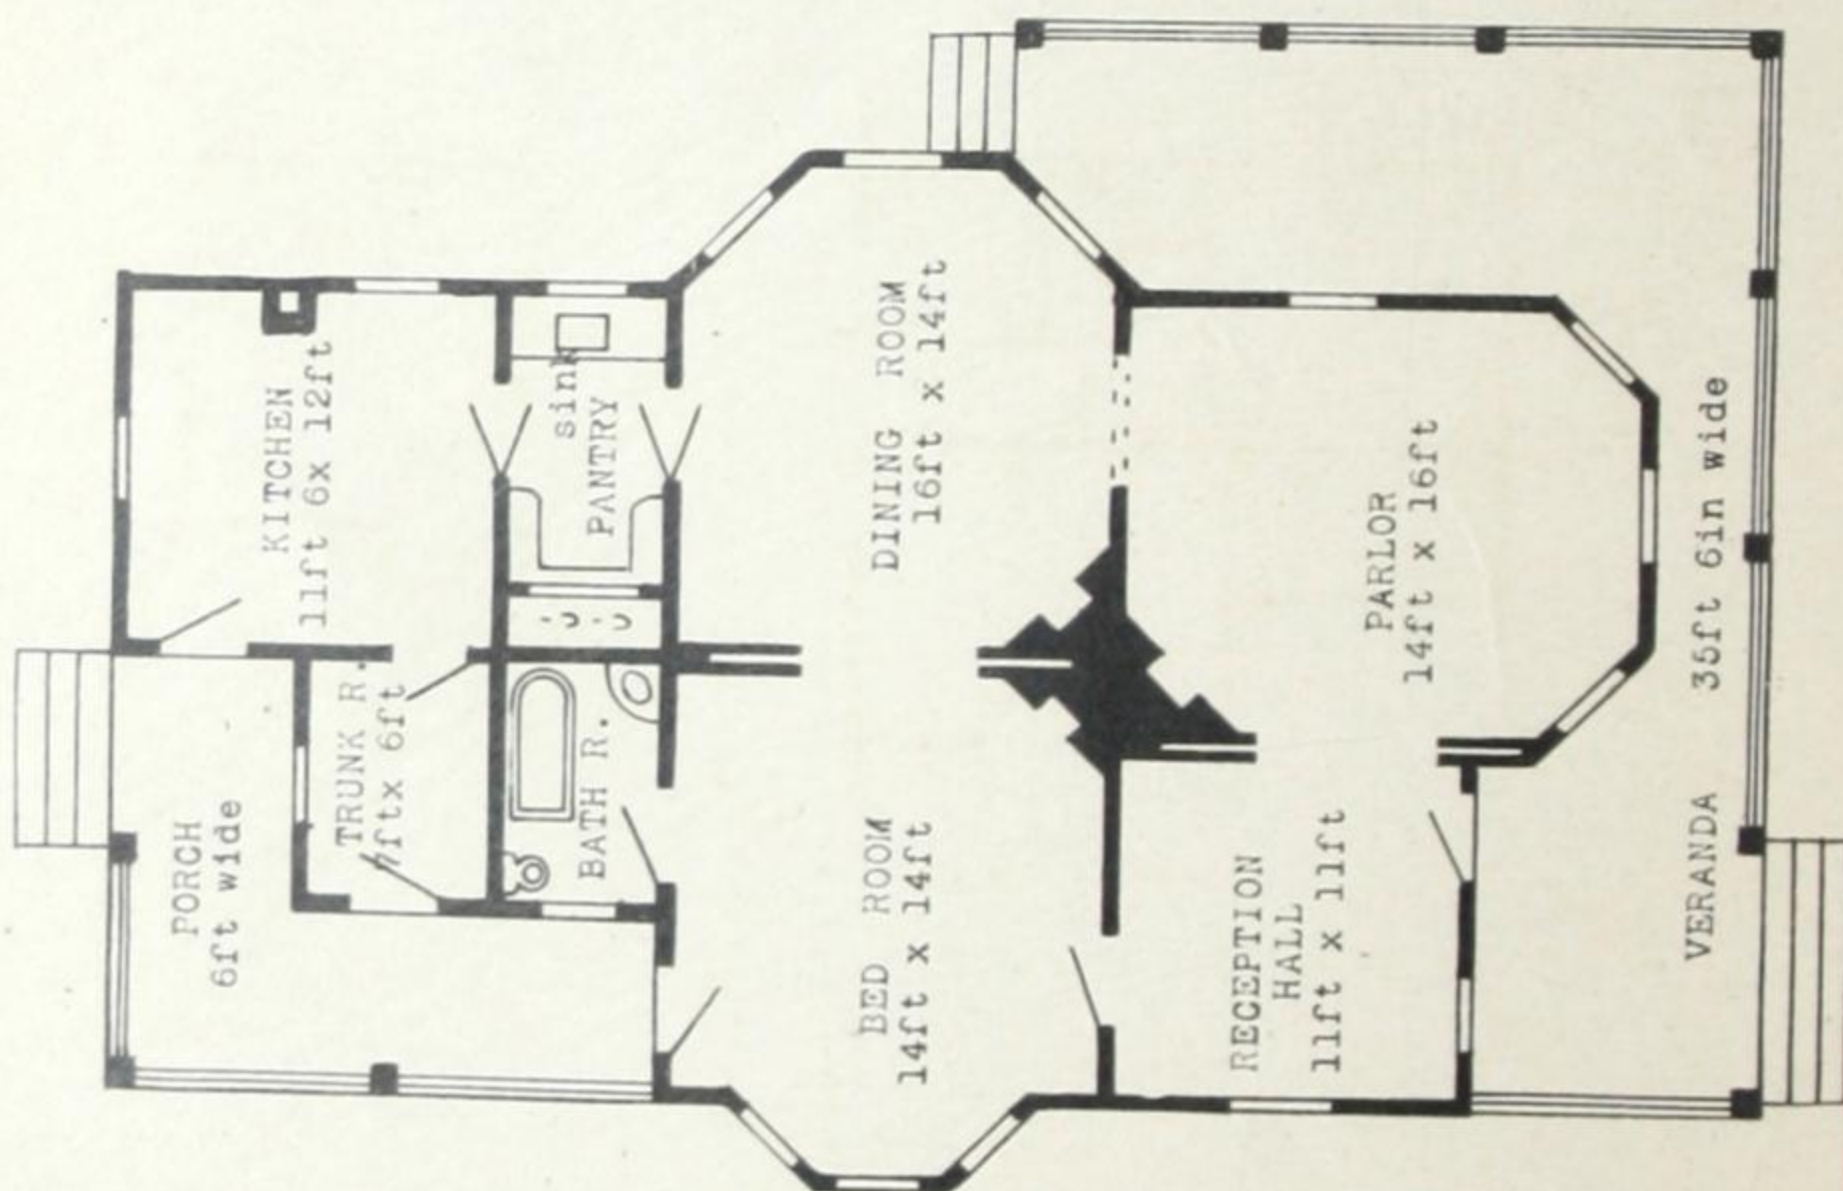 PORCH
6ft wide
KITCHEN
11ft 6x 12ft
TRUNK R.
7ftx 6ft
sink
PANTRY
BATH R.
DINING ROOM
16ft x 14ft
BED ROOM
14ft x 14ft
PARLOR
14ft x 16ft
RECEPTION
HALL
11ft x 11ft
VERANDA 35ft 6in wide